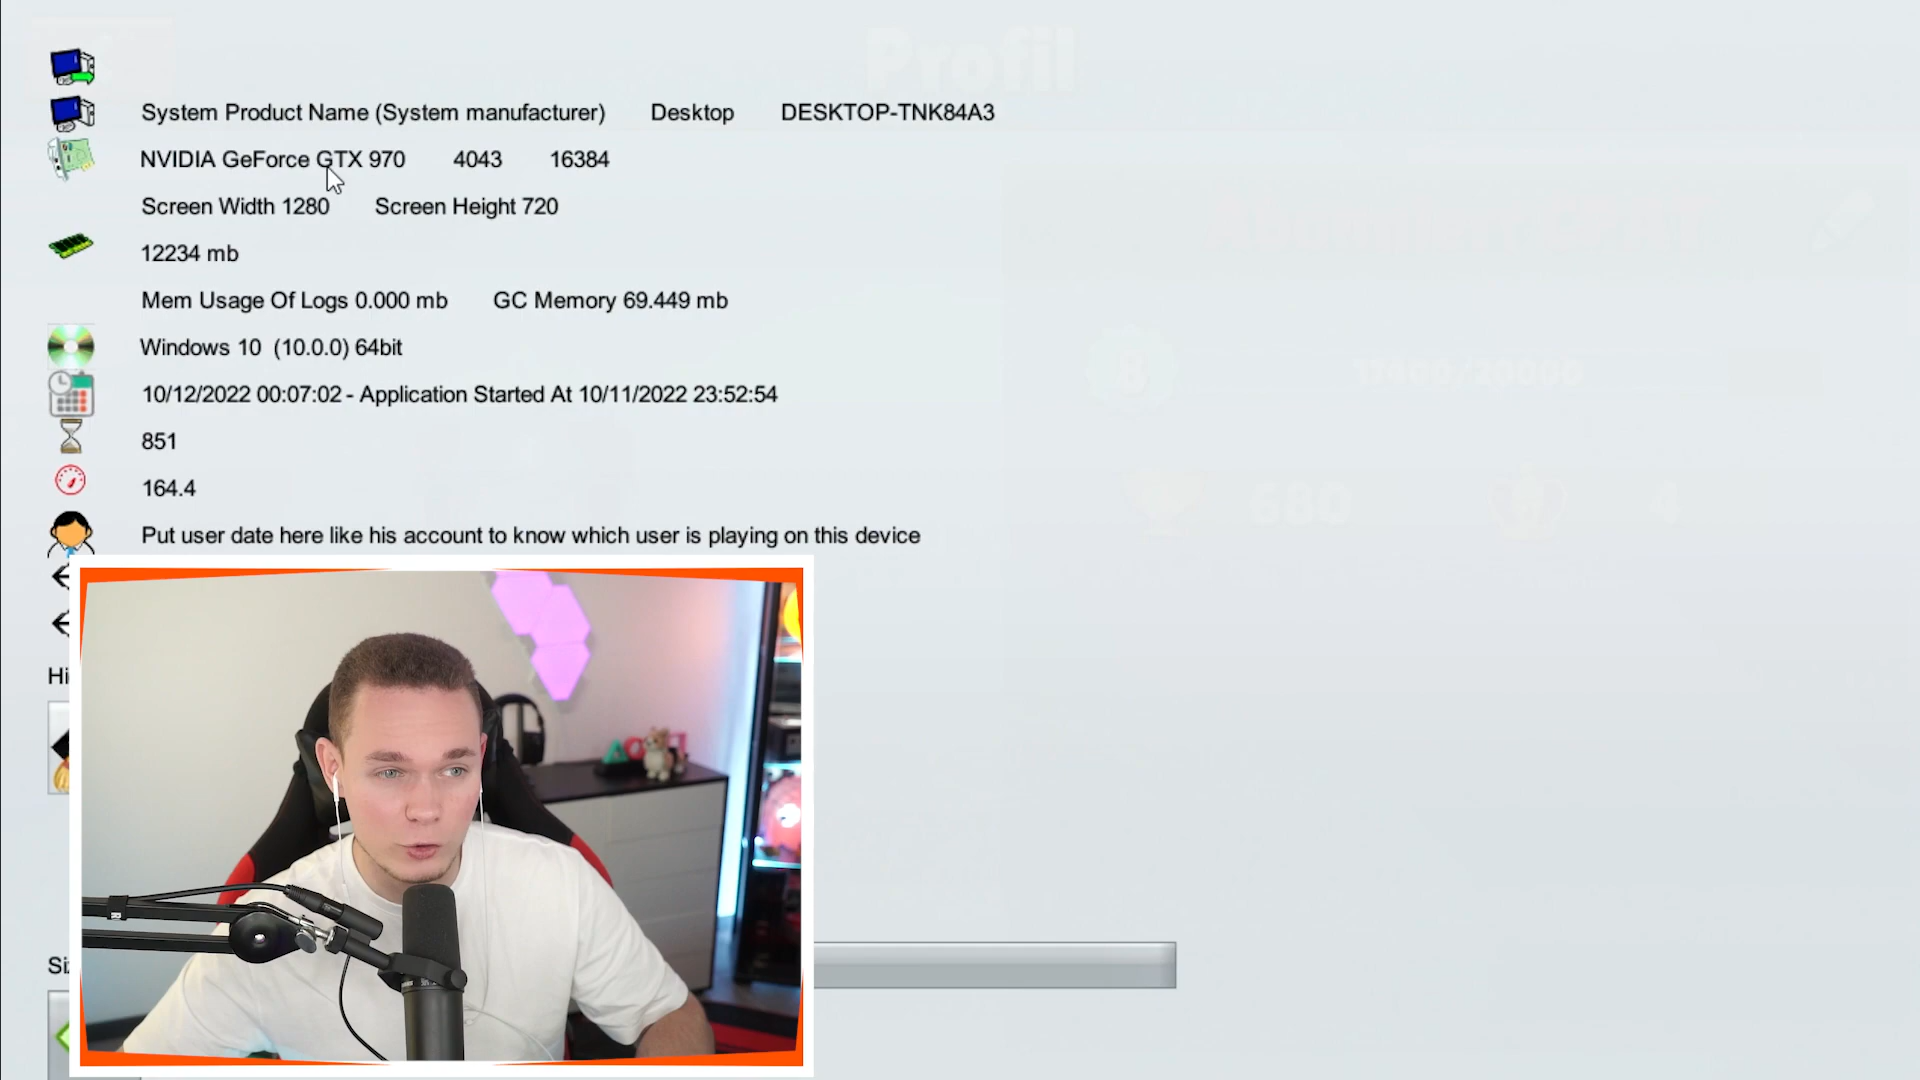 Profil
System Product Name (System manufacturer) Desktop DESKTOP-TNK84A3
NVIDIA GeForce GTX 970 4043 16384
Screen Width 1280 Screen Height 720
12234 mb
Mem Usage Of Logs 0.000 mb GC Memory 69.449 mb
Windows 10 (10.0.0) 64bit
10/12/2022 00:07:02 - Application Started At 10/11/2022 23:52:54
851
164.4
680
Put user date here like his account to know which user is playing on this device